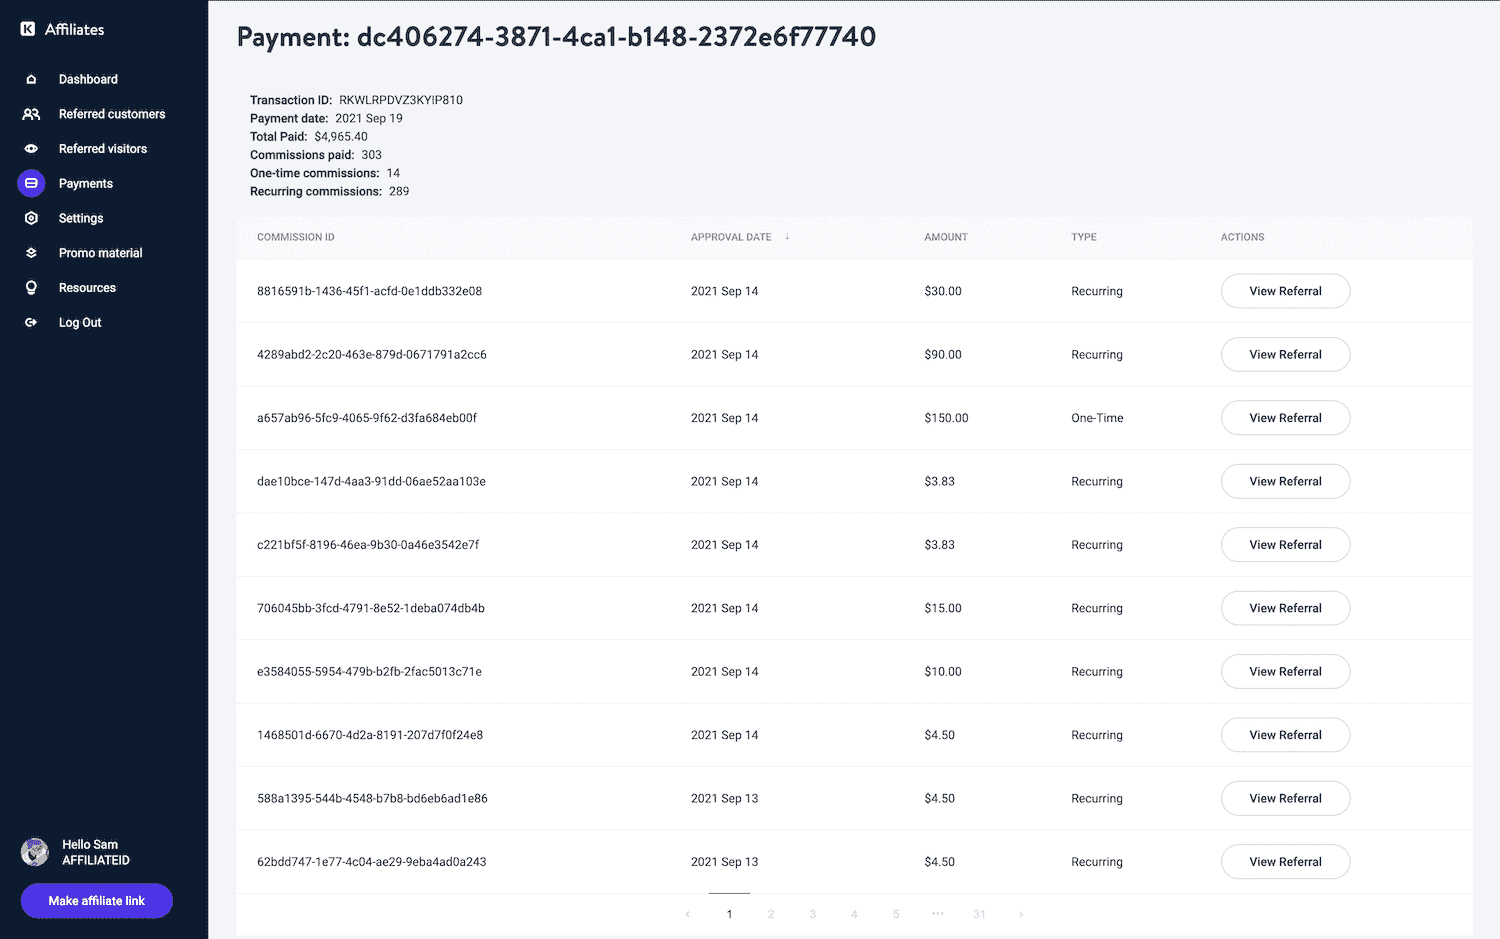 K Affiliates
Dashboard
Referred customers
Referred visitors
Payments
Settings
Promo material
Resources
Log Out
Hello Sam
AFFILIATEID
Make affiliate link
Payment: dc406274-3871-4ca1-b148-2372e6f77740
Transaction ID: RKWLRPDVZ3KYIP810
Payment date: 2021 Sep 19
Total Paid: $4,965.40
Commissions paid: 303
One-time commissions: 14
Recurring commissions: 289
COMMISSION ID APPROVAL DATE ↓ AMOUNT TYPE ACTIONS
8816591b-1436-45f1-acfd-0e1ddb332e08 2021 Sep 14 $30.00 Recurring View Referral
4289abd2-2c20-463e-879d-0671791a2cc6 2021 Sep 14 $90.00 Recurring View Referral
a657ab96-5fc9-4065-9f62-d3fa684eb00f 2021 Sep 14 $150.00 One-Time View Referral
dae10bce-147d-4aa3-91dd-06ae52aa103e 2021 Sep 14 $3.83 Recurring View Referral
c221bf5f-8196-46ea-9b30-0a46e3542e7f 2021 Sep 14 $3.83 Recurring View Referral
706045bb-3fcd-4791-8e52-1deba074db4b 2021 Sep 14 $15.00 Recurring View Referral
e3584055-5954-479b-b2fb-2fac5013c71e 2021 Sep 14 $10.00 Recurring View Referral
1468501d-6670-4d2a-8191-207d7f0f24e8 2021 Sep 14 $4.50 Recurring View Referral
588a1395-544b-4548-b7b8-bd6eb6ad1e86 2021 Sep 13 $4.50 Recurring View Referral
62bdd747-1e77-4c04-ae29-9eba4ad0a243 2021 Sep 13 $4.50 Recurring View Referral
‹ 1 2 3 4 5 ••• 31 ›